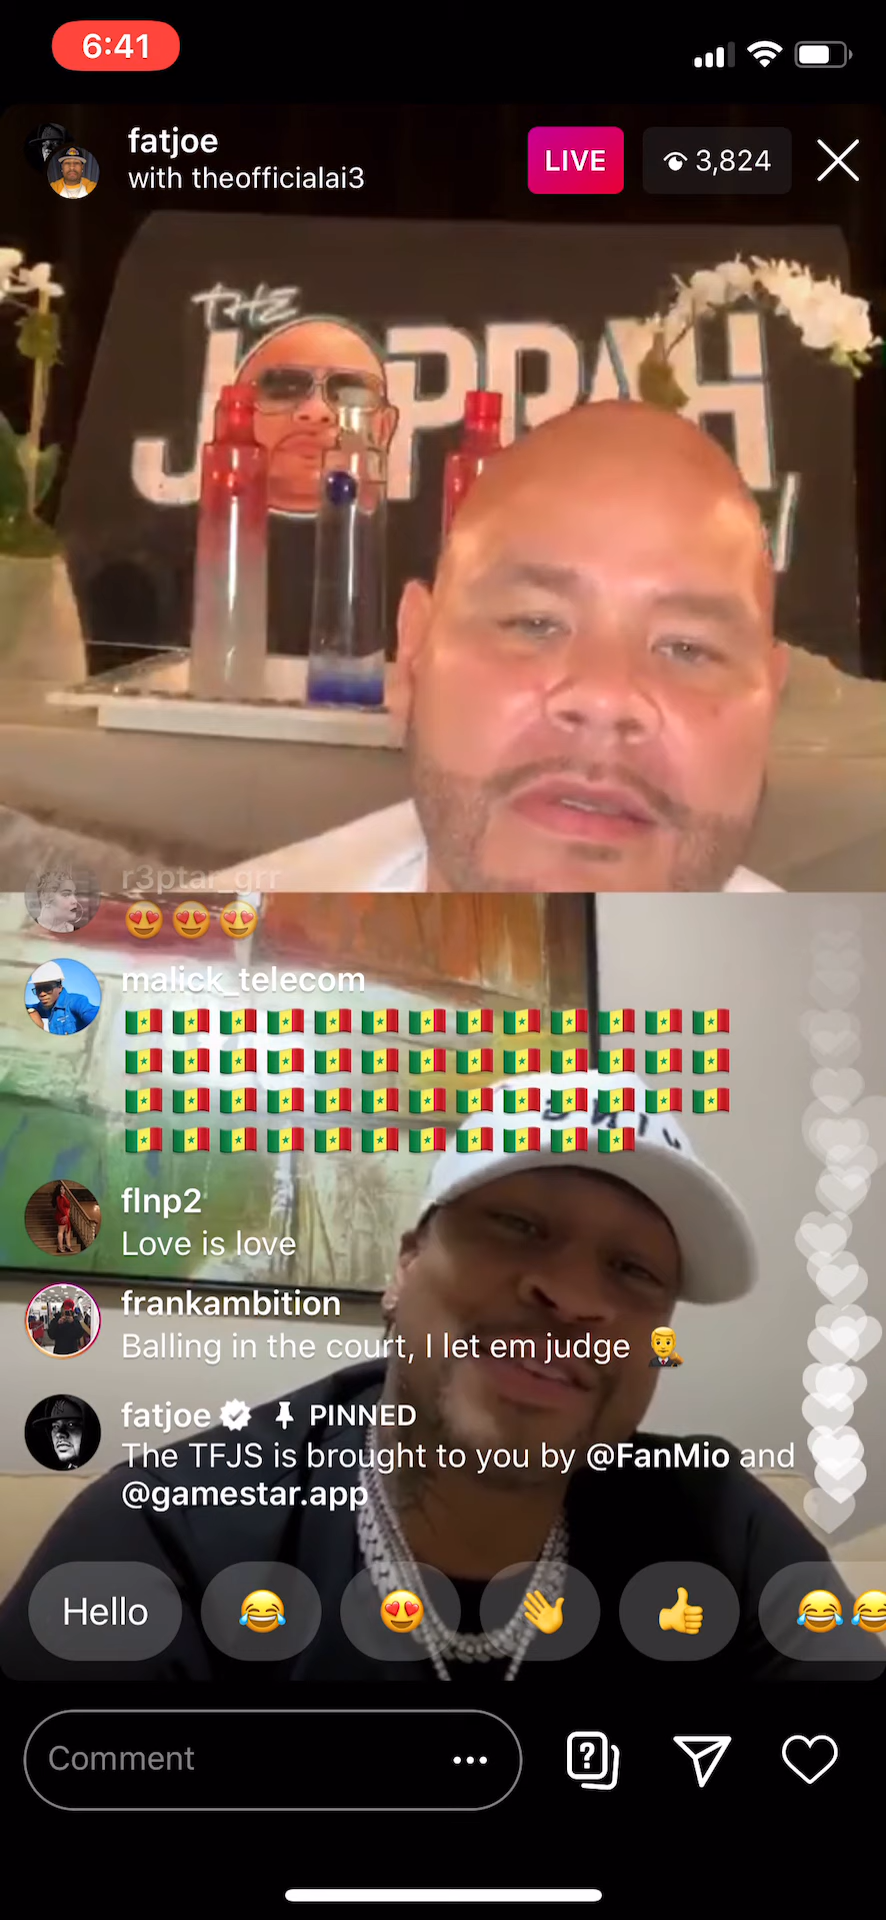 6:41
fatjoe
with theofficialai3
LIVE
3,824
THE
r3ptar_grr
malick_telecom
flnp2
Love is love
frankambition
Balling in the court, I let em judge
fatjoe PINNED
The TFJS is brought to you by @FanMio and
@gamestar.app
Hello
Comment